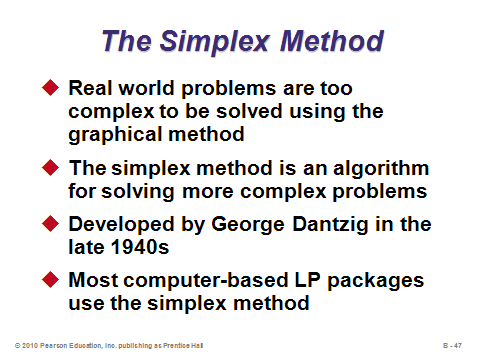 The Simplex Method
Real world problems are too
complex to be solved using the
graphical method
The simplex method is an algorithm
for solving more complex problems
Developed by George Dantzig in the
late 1940s
Most computer-based LP packages
use the simplex method
© 2010 Pearson Education, Inc. publishing as Prentice Hall
B - 47